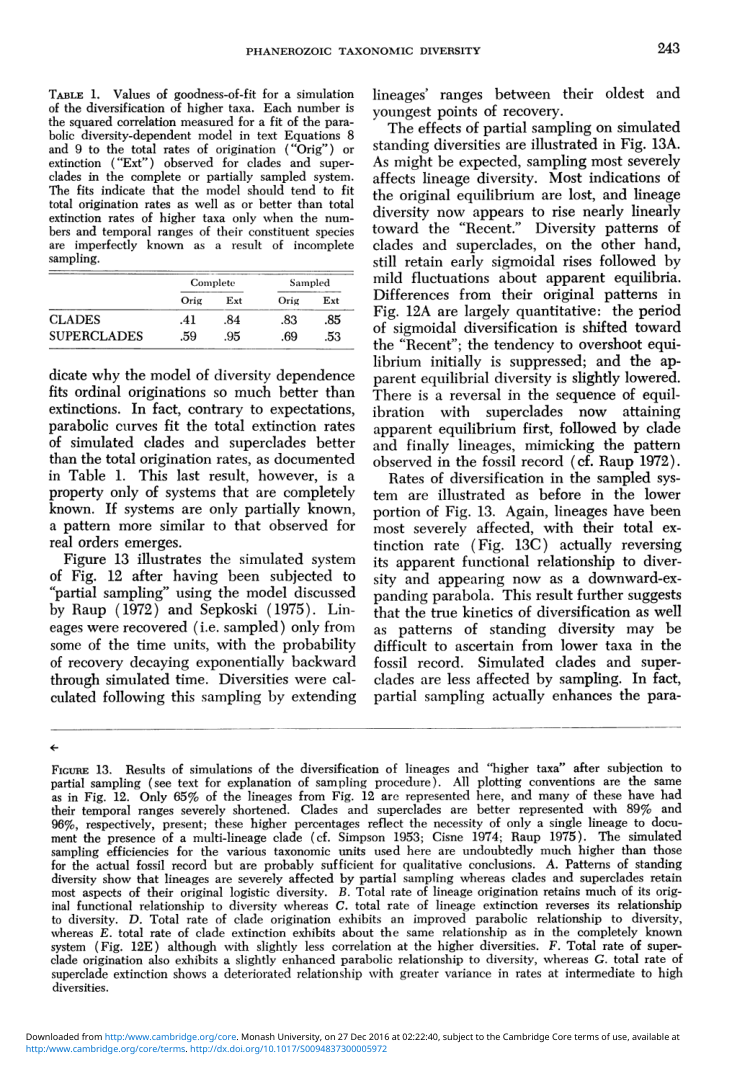 PHANEROZOIC TAXONOMIC DIVERSITY
243
TABLE 1. Values of goodness-of-fit for a simulation
of the diversification of higher taxa. Each number is
the squared correlation measured for a fit of the para-
bolic diversity-dependent model in text Equations 8
and 9 to the total rates of origination ("Orig") or
extinction ("Ext") observed for clades and super-
clades in the complete or partially sampled system.
The fits indicate that the model should tend to fit
total origination rates as well as or better than total
extinction rates of higher taxa only when the num-
bers and temporal ranges of their constituent species
are imperfectly known as a result of incomplete
sampling.
Complete Sampled
Orig Ext Orig Ext
CLADES .41 .84 .83 .85
SUPERCLADES .59 .95 .69 .53
dicate why the model of diversity dependence
fits ordinal originations so much better than
extinctions. In fact, contrary to expectations,
parabolic curves fit the total extinction rates
of simulated clades and superclades better
than the total origination rates, as documented
in Table 1. This last result, however, is a
property only of systems that are completely
known. If systems are only partially known,
a pattern more similar to that observed for
real orders emerges.
Figure 13 illustrates the simulated system
of Fig. 12 after having been subjected to
"partial sampling" using the model discussed
by Raup (1972) and Sepkoski (1975). Lin-
eages were recovered (i.e. sampled) only from
some of the time units, with the probability
of recovery decaying exponentially backward
through simulated time. Diversities were cal-
culated following this sampling by extending
lineages' ranges between their oldest and
youngest points of recovery.
The effects of partial sampling on simulated
standing diversities are illustrated in Fig. 13A.
As might be expected, sampling most severely
affects lineage diversity. Most indications of
the original equilibrium are lost, and lineage
diversity now appears to rise nearly linearly
toward the "Recent." Diversity patterns of
clades and superclades, on the other hand,
still retain early sigmoidal rises followed by
mild fluctuations about apparent equilibria.
Differences from their original patterns in
Fig. 12A are largely quantitative: the period
of sigmoidal diversification is shifted toward
the "Recent"; the tendency to overshoot equi-
librium initially is suppressed; and the ap-
parent equilibrial diversity is slightly lowered.
There is a reversal in the sequence of equil-
ibration with superclades now attaining
apparent equilibrium first, followed by clade
and finally lineages, mimicking the pattern
observed in the fossil record (cf. Raup 1972).
Rates of diversification in the sampled sys-
tem are illustrated as before in the lower
portion of Fig. 13. Again, lineages have been
most severely affected, with their total ex-
tinction rate (Fig. 13C) actually reversing
its apparent functional relationship to diver-
sity and appearing now as a downward-ex-
panding parabola. This result further suggests
that the true kinetics of diversification as well
as patterns of standing diversity may be
difficult to ascertain from lower taxa in the
fossil record. Simulated clades and super-
clades are less affected by sampling. In fact,
partial sampling actually enhances the para-
←
FIGURE 13. Results of simulations of the diversification of lineages and "higher taxa" after subjection to
partial sampling (see text for explanation of sampling procedure). All plotting conventions are the same
as in Fig. 12. Only 65% of the lineages from Fig. 12 are represented here, and many of these have had
their temporal ranges severely shortened. Clades and superclades are better represented with 89% and
96%, respectively, present; these higher percentages reflect the necessity of only a single lineage to docu-
ment the presence of a multi-lineage clade (cf. Simpson 1953; Cisne 1974; Raup 1975). The simulated
sampling efficiencies for the various taxonomic units used here are undoubtedly much higher than those
for the actual fossil record but are probably sufficient for qualitative conclusions. A. Patterns of standing
diversity show that lineages are severely affected by partial sampling whereas clades and superclades retain
most aspects of their original logistic diversity. B. Total rate of lineage origination retains much of its orig-
inal functional relationship to diversity whereas C. total rate of lineage extinction reverses its relationship
to diversity. D. Total rate of clade origination exhibits an improved parabolic relationship to diversity,
whereas E. total rate of clade extinction exhibits about the same relationship as in the completely known
system (Fig. 12E) although with slightly less correlation at the higher diversities. F. Total rate of super-
clade origination also exhibits a slightly enhanced parabolic relationship to diversity, whereas G. total rate of
superclade extinction shows a deteriorated relationship with greater variance in rates at intermediate to high
diversities.
Downloaded from http:/www.cambridge.org/core. Monash University, on 27 Dec 2016 at 02:22:40, subject to the Cambridge Core terms of use, available at
http:/www.cambridge.org/core/terms. http://dx.doi.org/10.1017/S0094837300005972